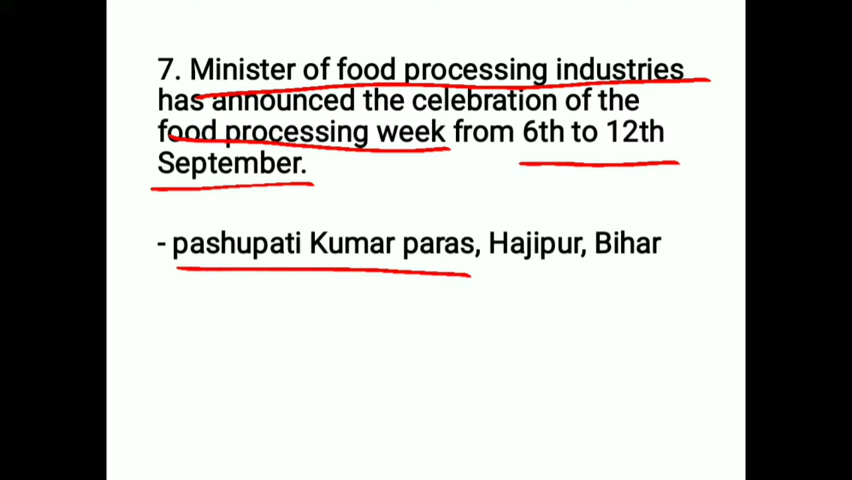 7. Minister of food processing industries
has announced the celebration of the
food processing week from 6th to 12th
September.
- pashupati Kumar paras, Hajipur, Bihar